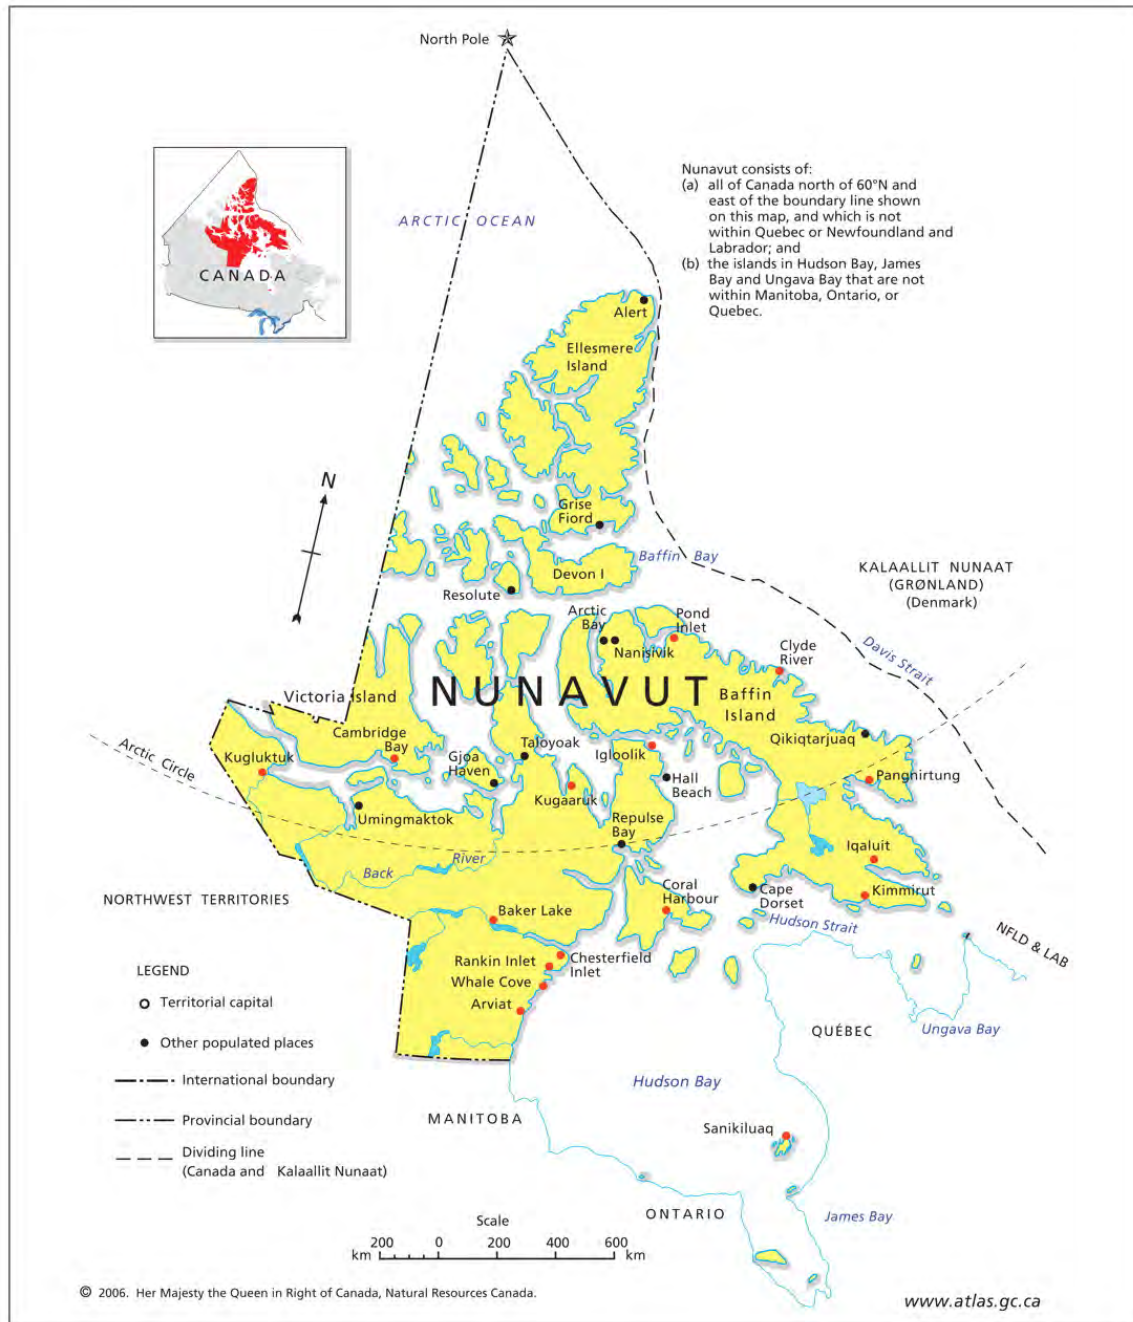 North Pole
Nunavut consists of:
(a) all of Canada north of 60°N and
east of the boundary line shown
on this map, and which is not
within Quebec or Newfoundland and
Labrador; and
(b) the islands in Hudson Bay, James
Bay and Ungava Bay that are not
within Manitoba, Ontario, or
Quebec.
ARCTIC OCEAN
CANADA
Alert
Ellesmere
Island
N
Grise
Fiord
Baffin Bay
KALAALLIT NUNAAT
(GRØNLAND)
(Denmark)
Devon I
Resolute
Arctic
Bay
Pond
Inlet
Nanisivik
Clyde
River
Davis Strait
NUNAVUT
Victoria Island
Baffin
Island
Cambridge
Bay
Qikiqtarjuaq
Arctic Circle
Kugluktuk
Gjoa
Haven
Taloyoak
Igloolik
Hall
Beach
Pangnirtung
Kugaaruk
Umingmaktok
Repulse
Bay
Iqaluit
Back
River
NORTHWEST TERRITORIES
Coral
Harbour
Cape
Dorset
Kimmirut
Baker Lake
Hudson Strait
NFLD & LAB
Rankin Inlet
Chesterfield
Inlet
Whale Cove
Arviat
QUÉBEC
Ungava Bay
LEGEND
Territorial capital
Other populated places
International boundary
Provincial boundary
Dividing line
(Canada and Kalaallit Nunaat)
Hudson Bay
MANITOBA
Sanikiluaq
ONTARIO
James Bay
Scale
200 0 200 400 600
km km
© 2006. Her Majesty the Queen in Right of Canada, Natural Resources Canada.
www.atlas.gc.ca